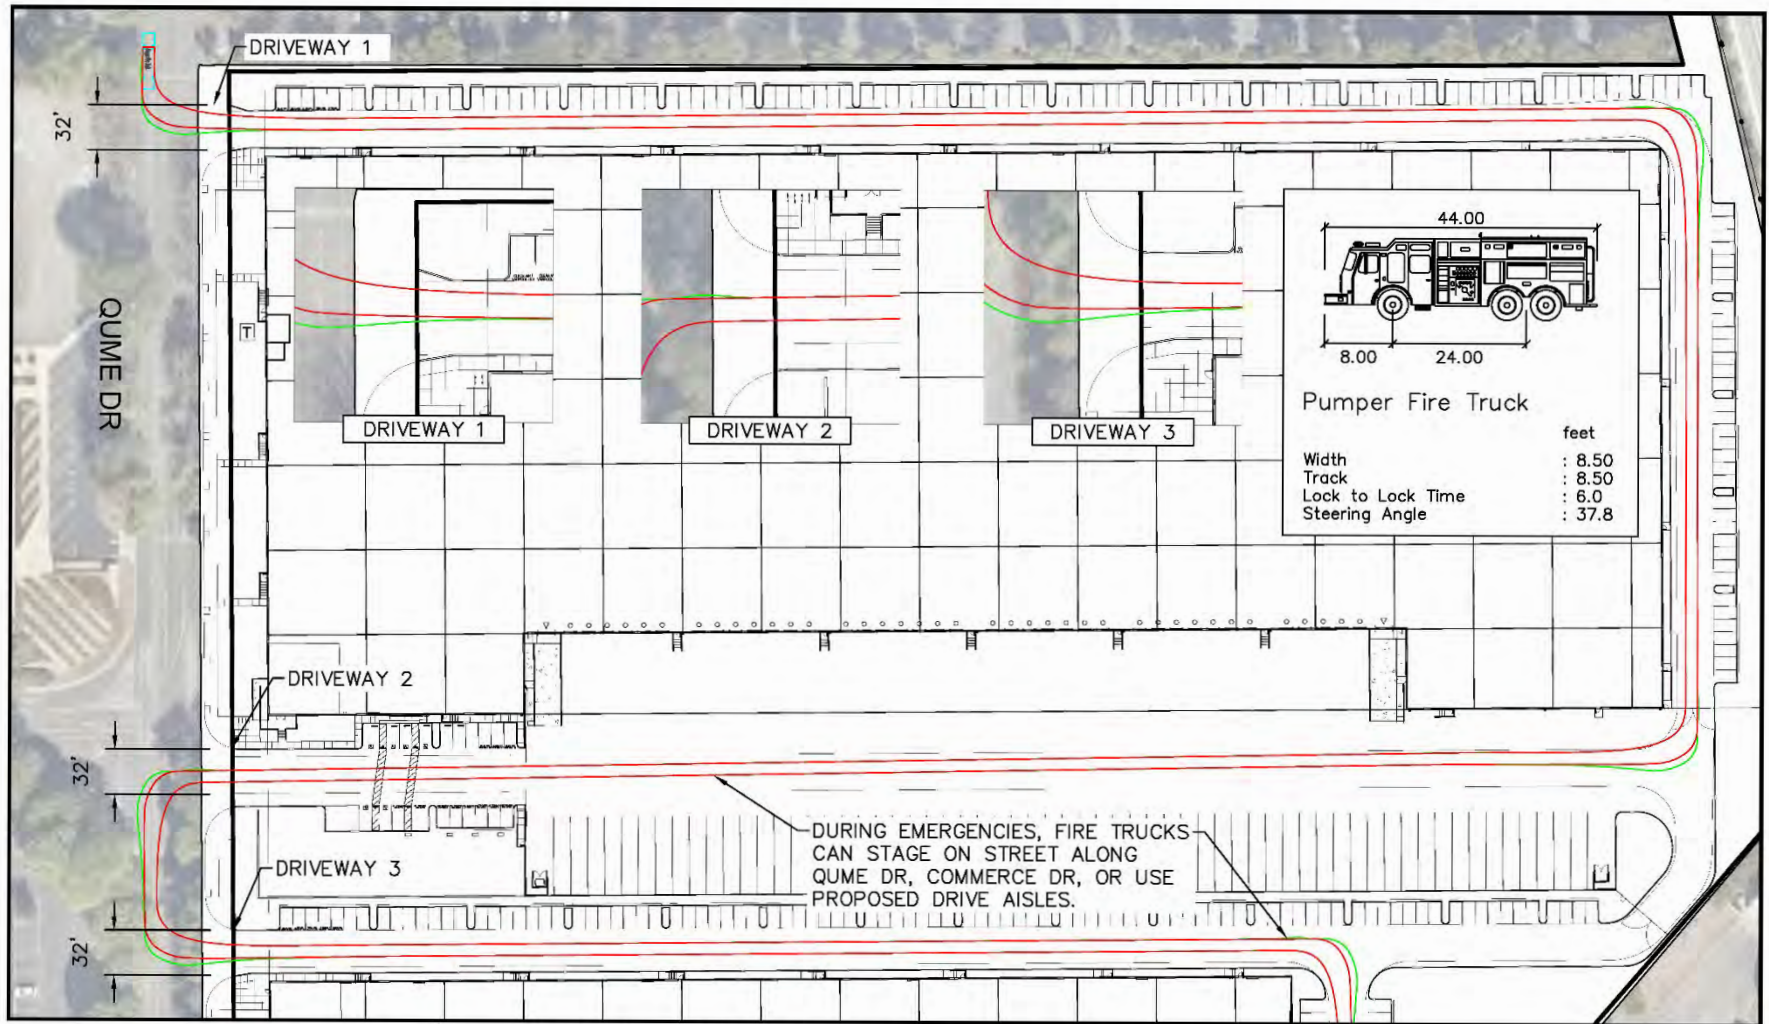 DRIVEWAY 1
32'
QUME DR
T
DRIVEWAY 1
DRIVEWAY 2
DRIVEWAY 3
44.00
8.00
24.00
Pumper Fire Truck
feet
Width : 8.50
Track : 8.50
Lock to Lock Time : 6.0
Steering Angle : 37.8
DRIVEWAY 2
32'
DRIVEWAY 3
32'
DURING EMERGENCIES, FIRE TRUCKS
CAN STAGE ON STREET ALONG
QUME DR, COMMERCE DR, OR USE
PROPOSED DRIVE AISLES.